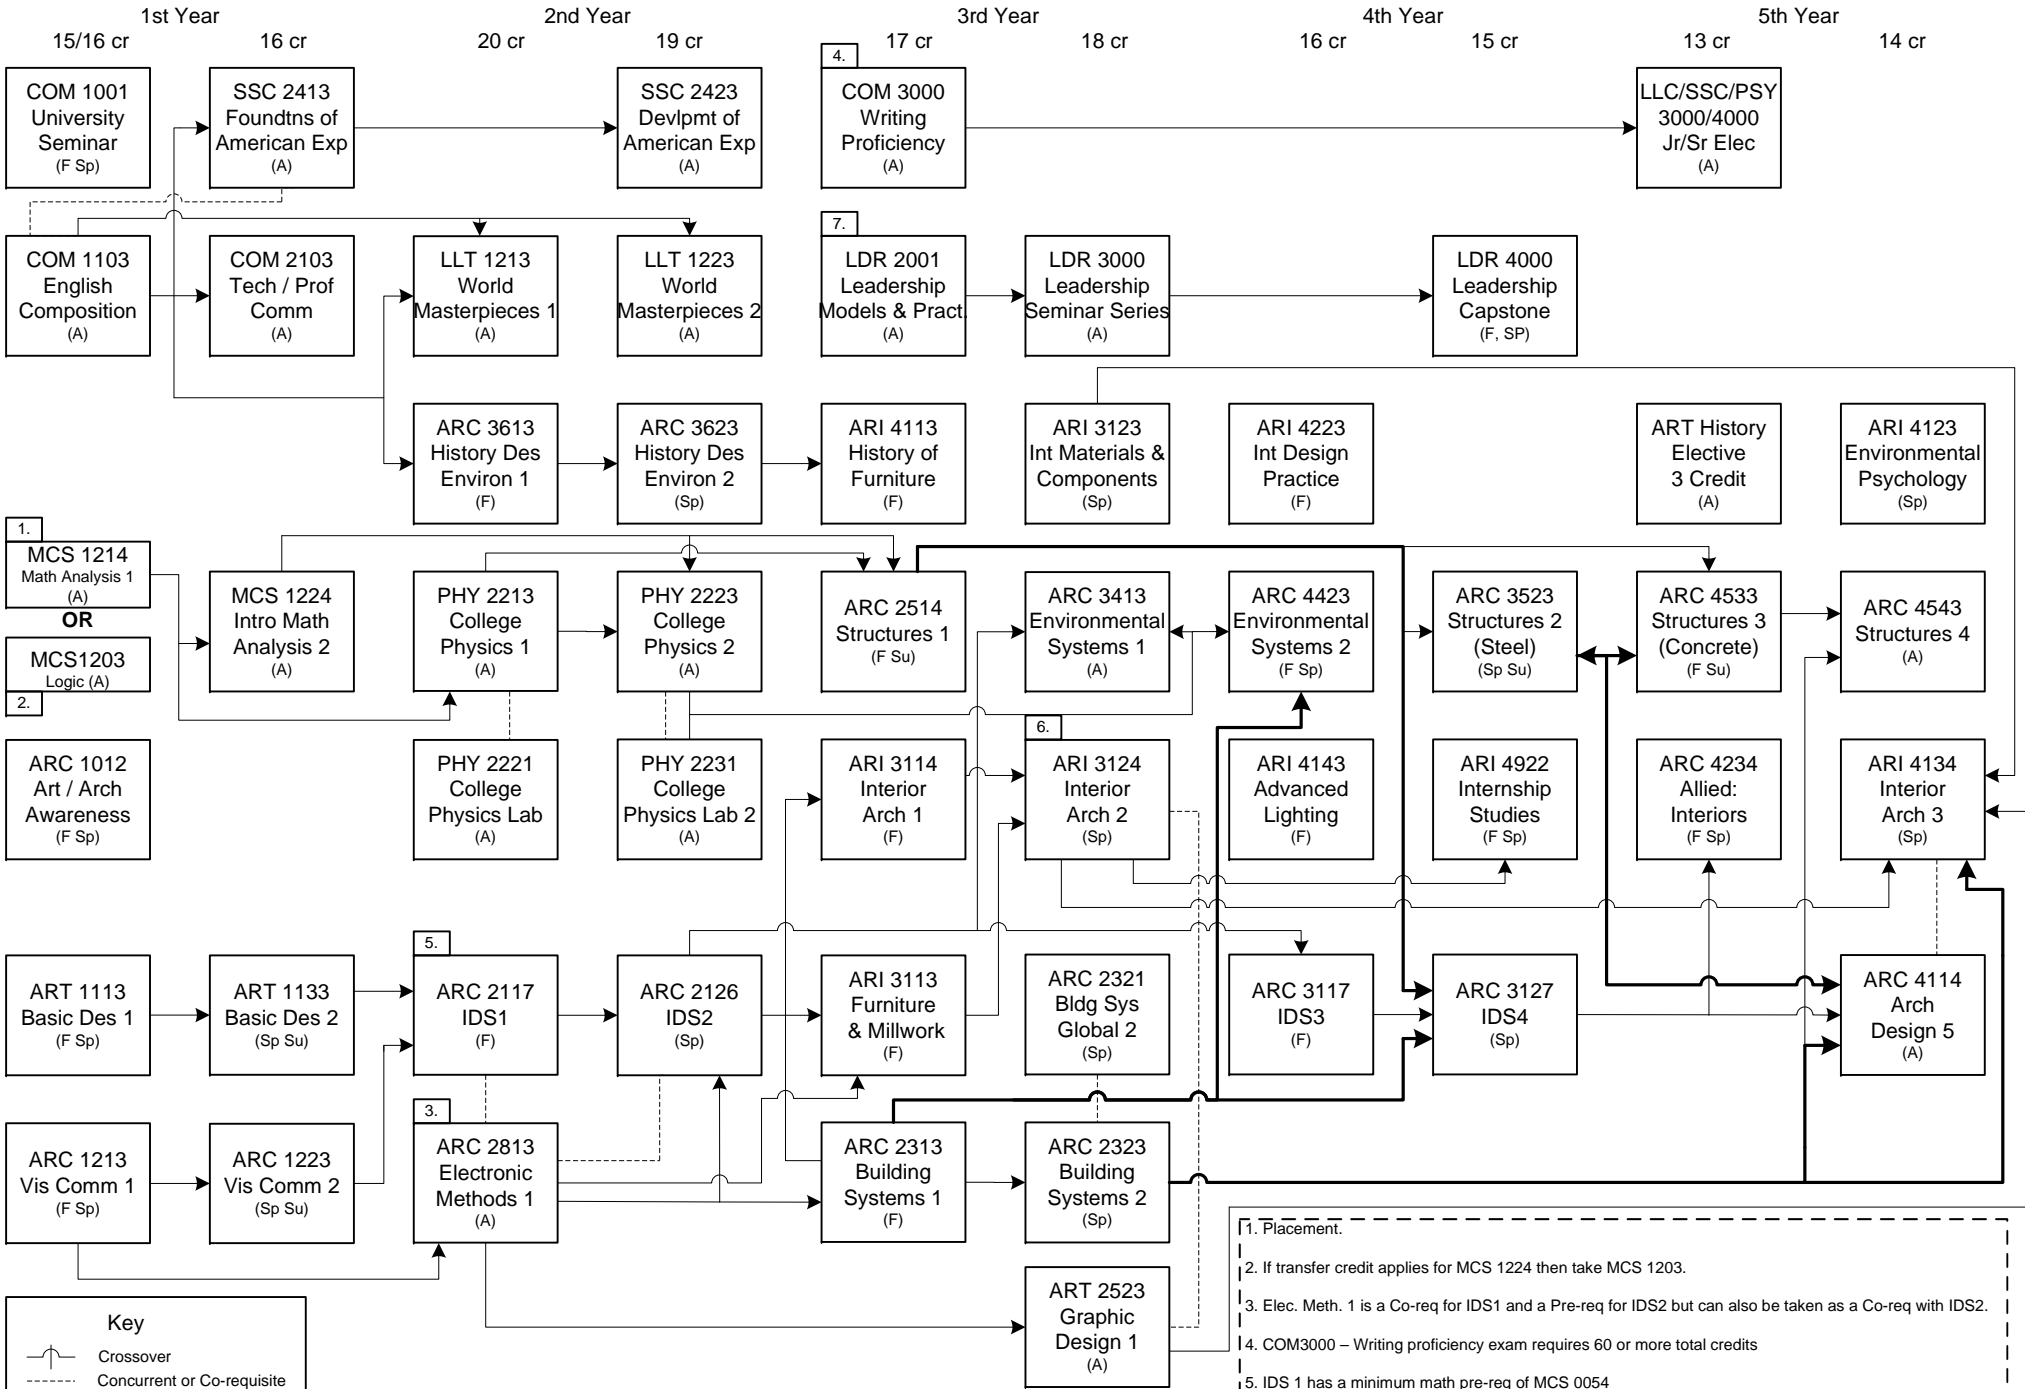 1st Year
2nd Year
3rd Year
4th Year
5th Year
15/16 cr
16 cr
20 cr
19 cr
17 cr
18 cr
16 cr
15 cr
13 cr
14 cr
COM 1001
University
Seminar
(F Sp)
SSC 2413
Foundtns of
American Exp
(A)
SSC 2423
Devlpmt of
American Exp
(A)
4.
COM 3000
Writing
Proficiency
(A)
LLC/SSC/PSY
3000/4000
Jr/Sr Elec
(A)
COM 1103
English
Composition
(A)
COM 2103
Tech / Prof
Comm
(A)
LLT 1213
World
Masterpieces 1
(A)
LLT 1223
World
Masterpieces 2
(A)
7.
LDR 2001
Leadership
Models & Pract.
(A)
LDR 3000
Leadership
Seminar Series
(A)
LDR 4000
Leadership
Capstone
(F, SP)
ARC 3613
History Des
Environ 1
(F)
ARC 3623
History Des
Environ 2
(Sp)
ARI 4113
History of
Furniture
(F)
ARI 3123
Int Materials &
Components
(Sp)
ARI 4223
Int Design
Practice
(F)
ART History
Elective
3 Credit
(A)
ARI 4123
Environmental
Psychology
(Sp)
1.
MCS 1214
Math Analysis 1
(A)
OR
MCS1203
Logic (A)
2.
MCS 1224
Intro Math
Analysis 2
(A)
PHY 2213
College
Physics 1
(A)
PHY 2223
College
Physics 2
(A)
ARC 2514
Structures 1
(F Su)
ARC 3413
Environmental
Systems 1
(A)
ARC 4423
Environmental
Systems 2
(F Sp)
ARC 3523
Structures 2
(Steel)
(Sp Su)
ARC 4533
Structures 3
(Concrete)
(F Su)
ARC 4543
Structures 4
(A)
ARC 1012
Art / Arch
Awareness
(F Sp)
PHY 2221
College
Physics Lab
(A)
PHY 2231
College
Physics Lab 2
(A)
ARI 3114
Interior
Arch 1
(F)
6.
ARI 3124
Interior
Arch 2
(Sp)
ARI 4143
Advanced
Lighting
(F)
ARI 4922
Internship
Studies
(F Sp)
ARC 4234
Allied:
Interiors
(F Sp)
ARI 4134
Interior
Arch 3
(Sp)
ART 1113
Basic Des 1
(F Sp)
ART 1133
Basic Des 2
(Sp Su)
5.
ARC 2117
IDS1
(F)
ARC 2126
IDS2
(Sp)
ARI 3113
Furniture
& Millwork
(F)
ARC 2321
Bldg Sys
Global 2
(Sp)
ARC 3117
IDS3
(F)
ARC 3127
IDS4
(Sp)
ARC 4114
Arch
Design 5
(A)
ARC 1213
Vis Comm 1
(F Sp)
ARC 1223
Vis Comm 2
(Sp Su)
3.
ARC 2813
Electronic
Methods 1
(A)
ARC 2313
Building
Systems 1
(F)
ARC 2323
Building
Systems 2
(Sp)
ART 2523
Graphic
Design 1
(A)
Key
Crossover
Concurrent or Co-requisite
1. Placement.
2. If transfer credit applies for MCS 1224 then take MCS 1203.
3. Elec. Meth. 1 is a Co-req for IDS1 and a Pre-req for IDS2 but can also be taken as a Co-req with IDS2.
4. COM3000 – Writing proficiency exam requires 60 or more total credits
5. IDS 1 has a minimum math pre-req of MCS 0054